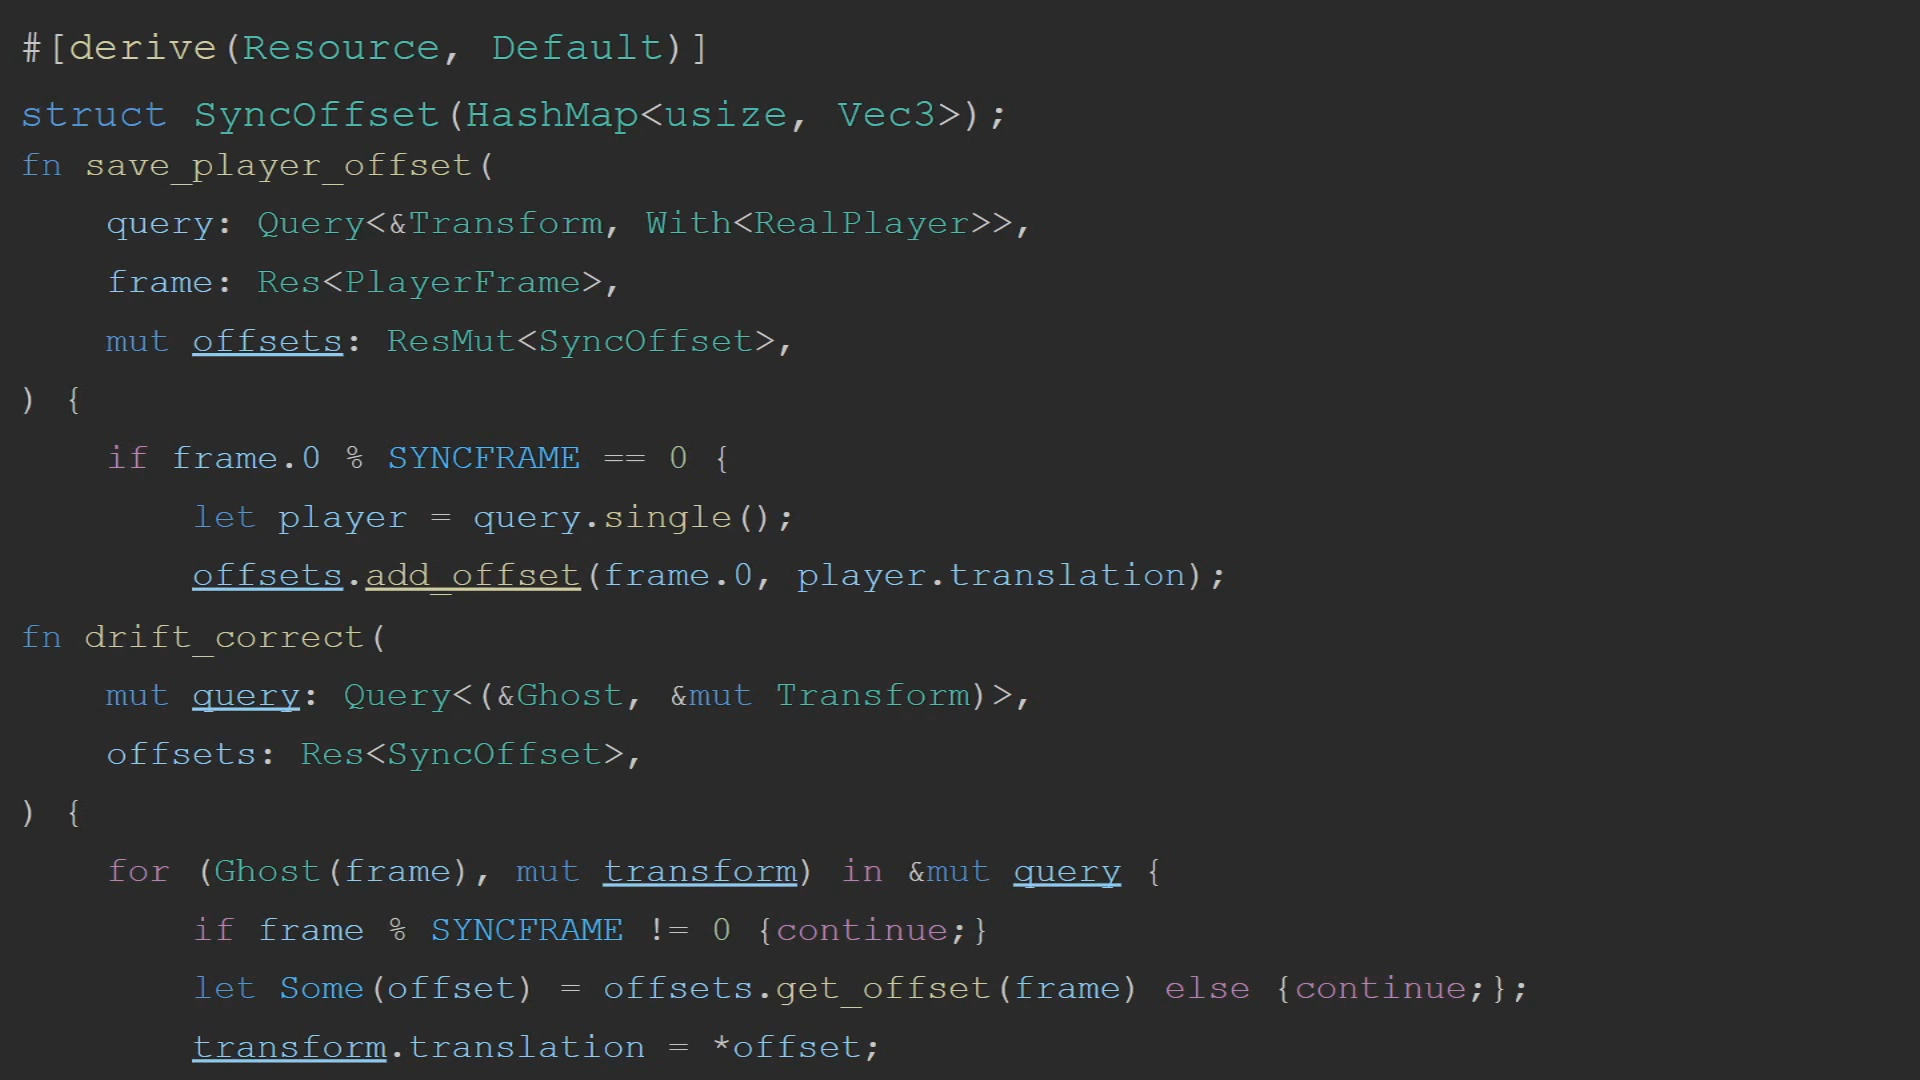 #[derive(Resource, Default)]
struct SyncOffset(HashMap<usize, Vec3>);
fn save_player_offset(
    query: Query<&Transform, With<RealPlayer>>,
    frame: Res<PlayerFrame>,
    mut offsets: ResMut<SyncOffset>,
) {
    if frame.0 % SYNCFRAME == 0 {
        let player = query.single();
        offsets.add_offset(frame.0, player.translation);
fn drift_correct(
    mut query: Query<(&Ghost, &mut Transform)>,
    offsets: Res<SyncOffset>,
) {
    for (Ghost(frame), mut transform) in &mut query {
        if frame % SYNCFRAME != 0 {continue;}
        let Some(offset) = offsets.get_offset(frame) else {continue;};
        transform.translation = *offset;